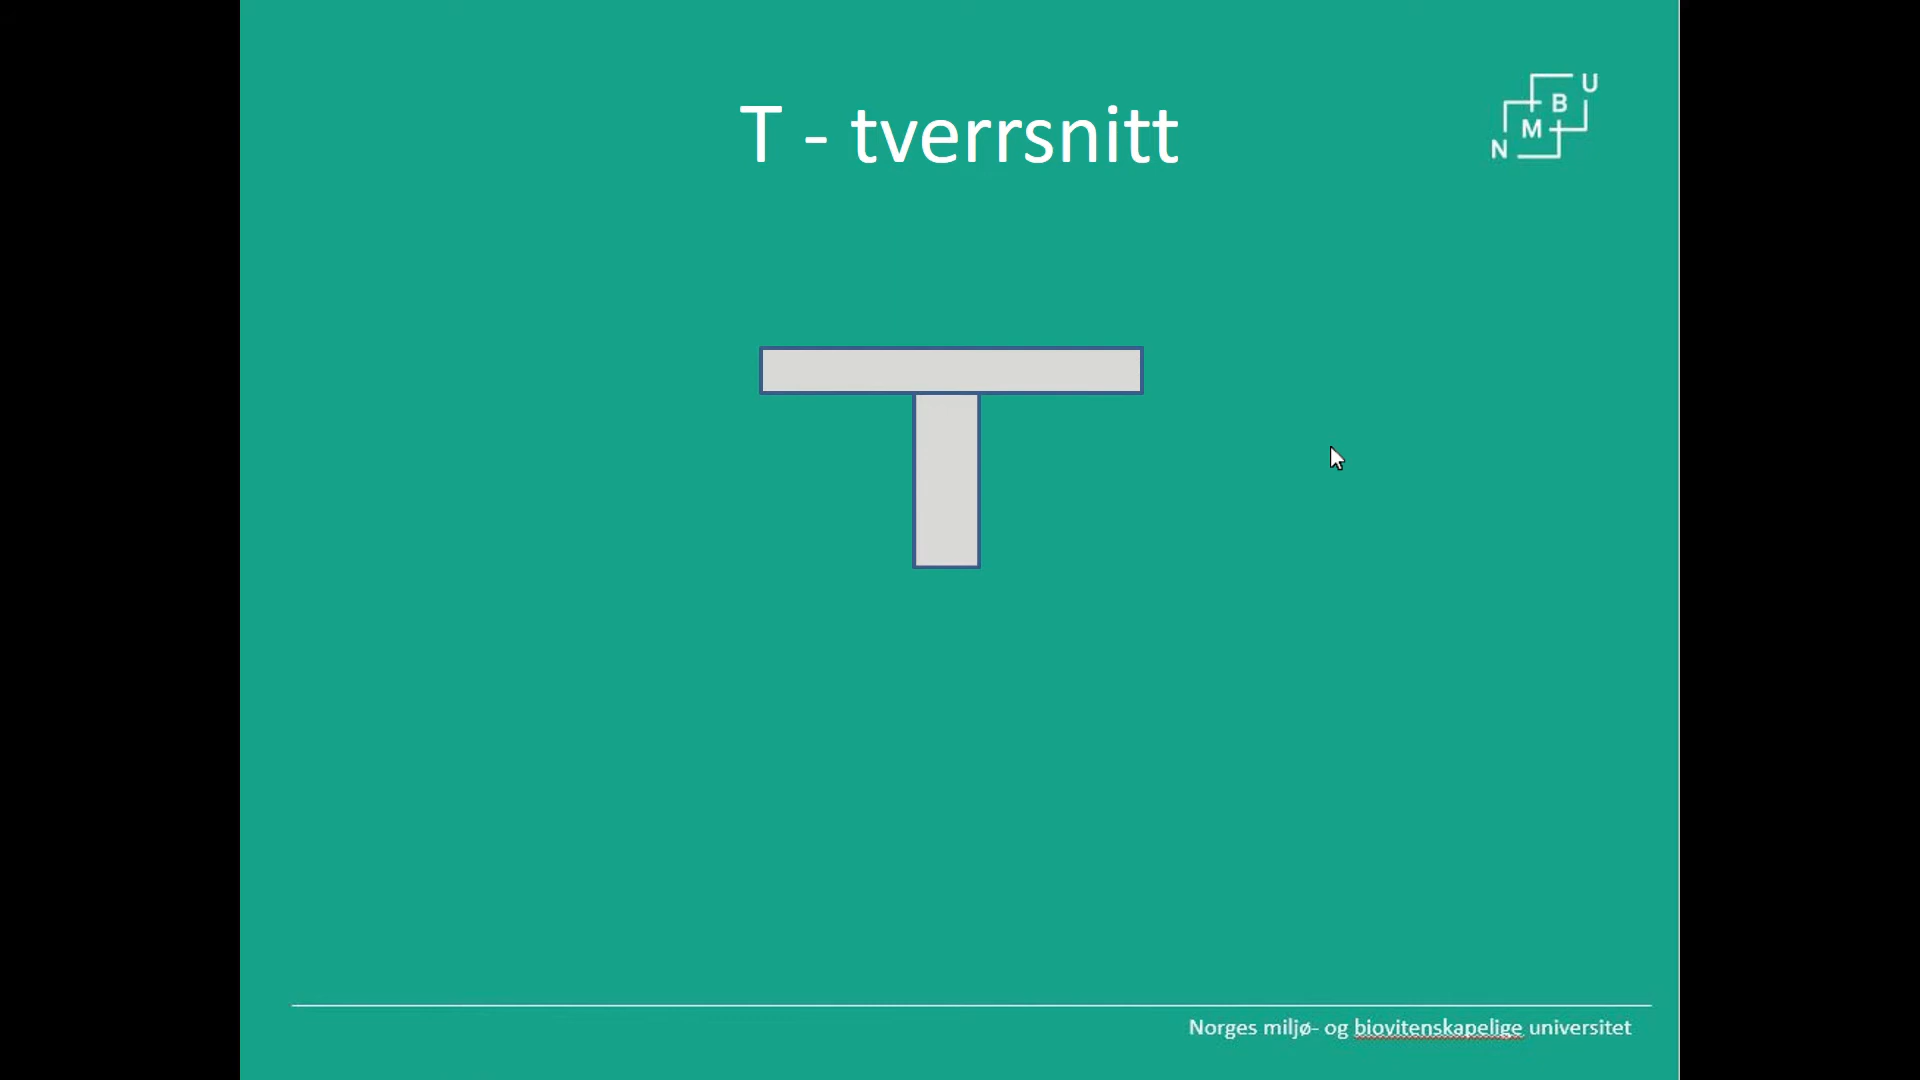 T - tverrsnitt
N M B U
Norges miljø- og biovitenskapelige universitet